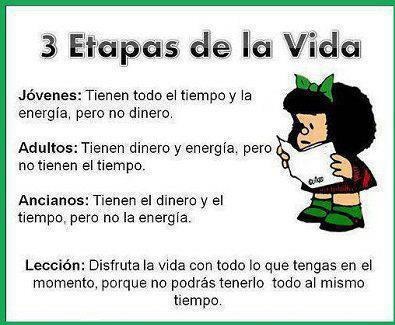 3 Etapas de la Vida
Jóvenes: Tienen todo el tiempo y la
energía, pero no dinero.
Adultos: Tienen dinero y energía, pero
no tienen el tiempo.
Ancianos: Tienen el dinero y el
tiempo, pero no la energía.
Lección: Disfruta la vida con todo lo que tengas en el
momento, porque no podrás tenerlo todo al mismo
tiempo.